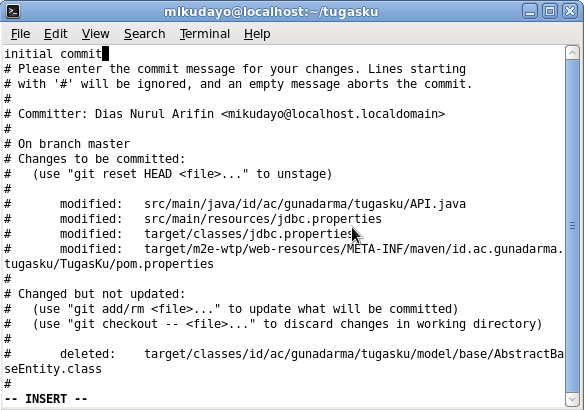 mikudayo@localhost:~/tugasku
File Edit View Search Terminal Help
initial commit
# Please enter the commit message for your changes. Lines starting
# with '#' will be ignored, and an empty message aborts the commit.
#
# Committer: Dias Nurul Arifin <mikudayo@localhost.localdomain>
#
# On branch master
# Changes to be committed:
#   (use "git reset HEAD <file>..." to unstage)
#
#       modified:   src/main/java/id/ac/gunadarma/tugasku/API.java
#       modified:   src/main/resources/jdbc.properties
#       modified:   target/classes/jdbc.properties
#       modified:   target/m2e-wtp/web-resources/META-INF/maven/id.ac.gunadarma.
tugasku/TugasKu/pom.properties
#
# Changed but not updated:
#   (use "git add/rm <file>..." to update what will be committed)
#   (use "git checkout -- <file>..." to discard changes in working directory)
#
#       deleted:    target/classes/id/ac/gunadarma/tugasku/model/base/AbstractBa
seEntity.class
#
-- INSERT --